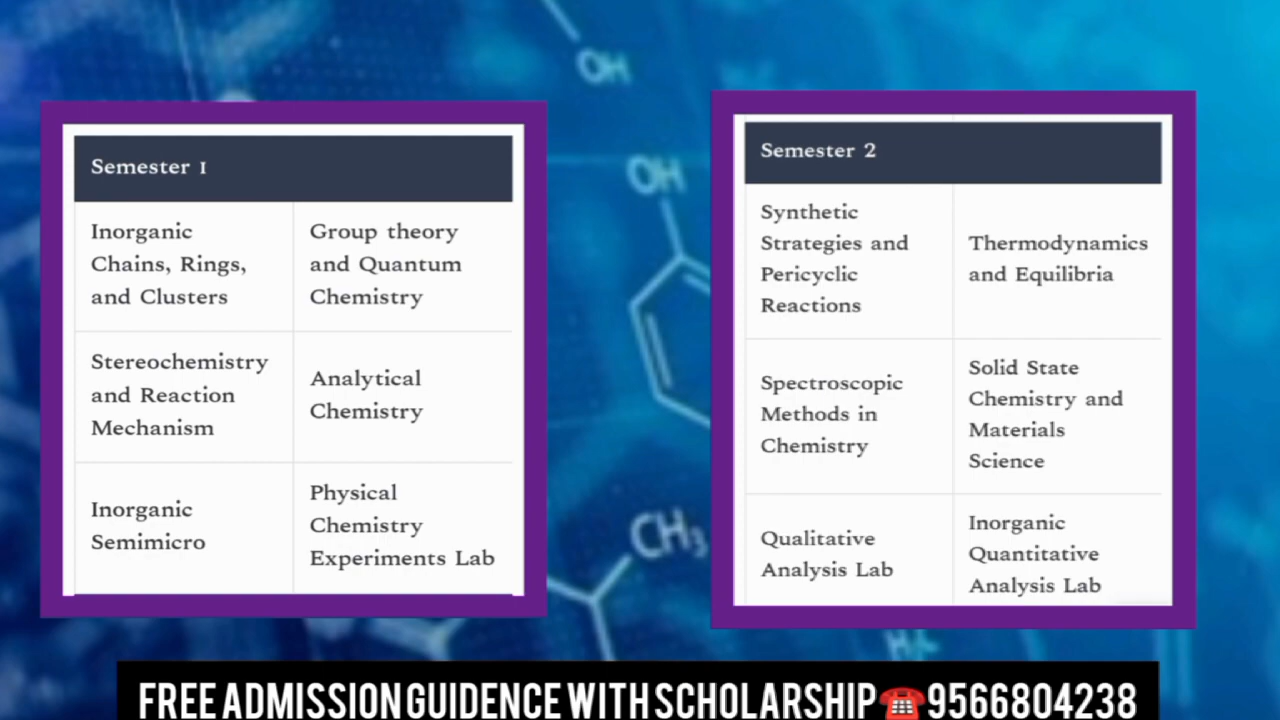 OH
OH
Semester 1
Inorganic
Chains, Rings,
and Clusters
Group theory
and Quantum
Chemistry
Stereochemistry
and Reaction
Mechanism
Analytical
Chemistry
Inorganic
Semimicro
Physical
Chemistry
Experiments Lab
Semester 2
Synthetic
Strategies and
Pericyclic
Reactions
Thermodynamics
and Equilibria
Spectroscopic
Methods in
Chemistry
Solid State
Chemistry and
Materials
Science
Qualitative
Analysis Lab
Inorganic
Quantitative
Analysis Lab
CH₃
FREE ADMISSION GUIDENCE WITH SCHOLARSHIP ☎9566804238